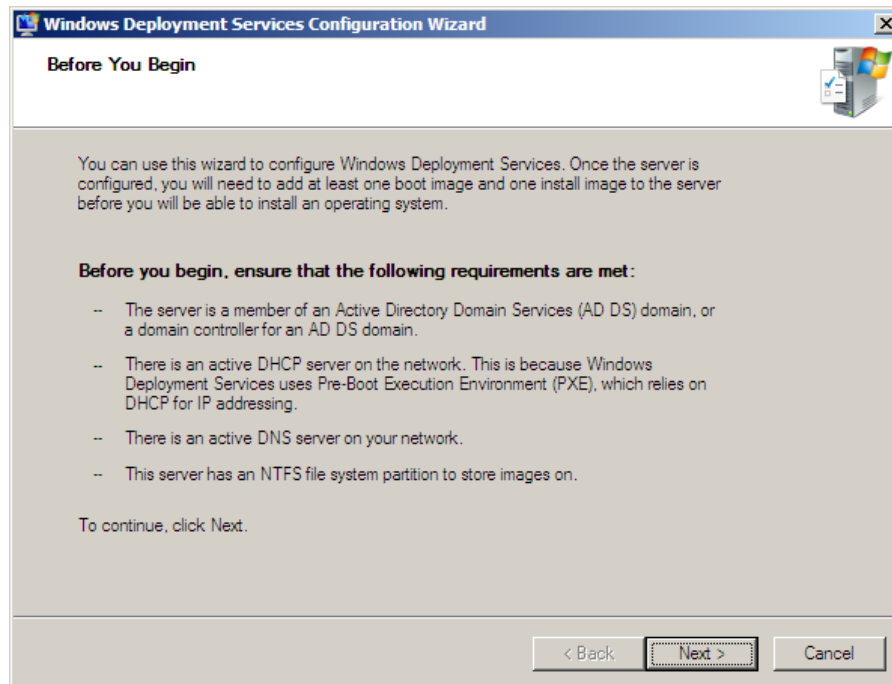 Windows Deployment Services Configuration Wizard
Before You Begin
You can use this wizard to configure Windows Deployment Services. Once the server is
configured, you will need to add at least one boot image and one install image to the server
before you will be able to install an operating system.
Before you begin, ensure that the following requirements are met:
-- The server is a member of an Active Directory Domain Services (AD DS) domain, or
a domain controller for an AD DS domain.
-- There is an active DHCP server on the network. This is because Windows
Deployment Services uses Pre-Boot Execution Environment (PXE), which relies on
DHCP for IP addressing.
-- There is an active DNS server on your network.
-- This server has an NTFS file system partition to store images on.
To continue, click Next.
< Back Next > Cancel